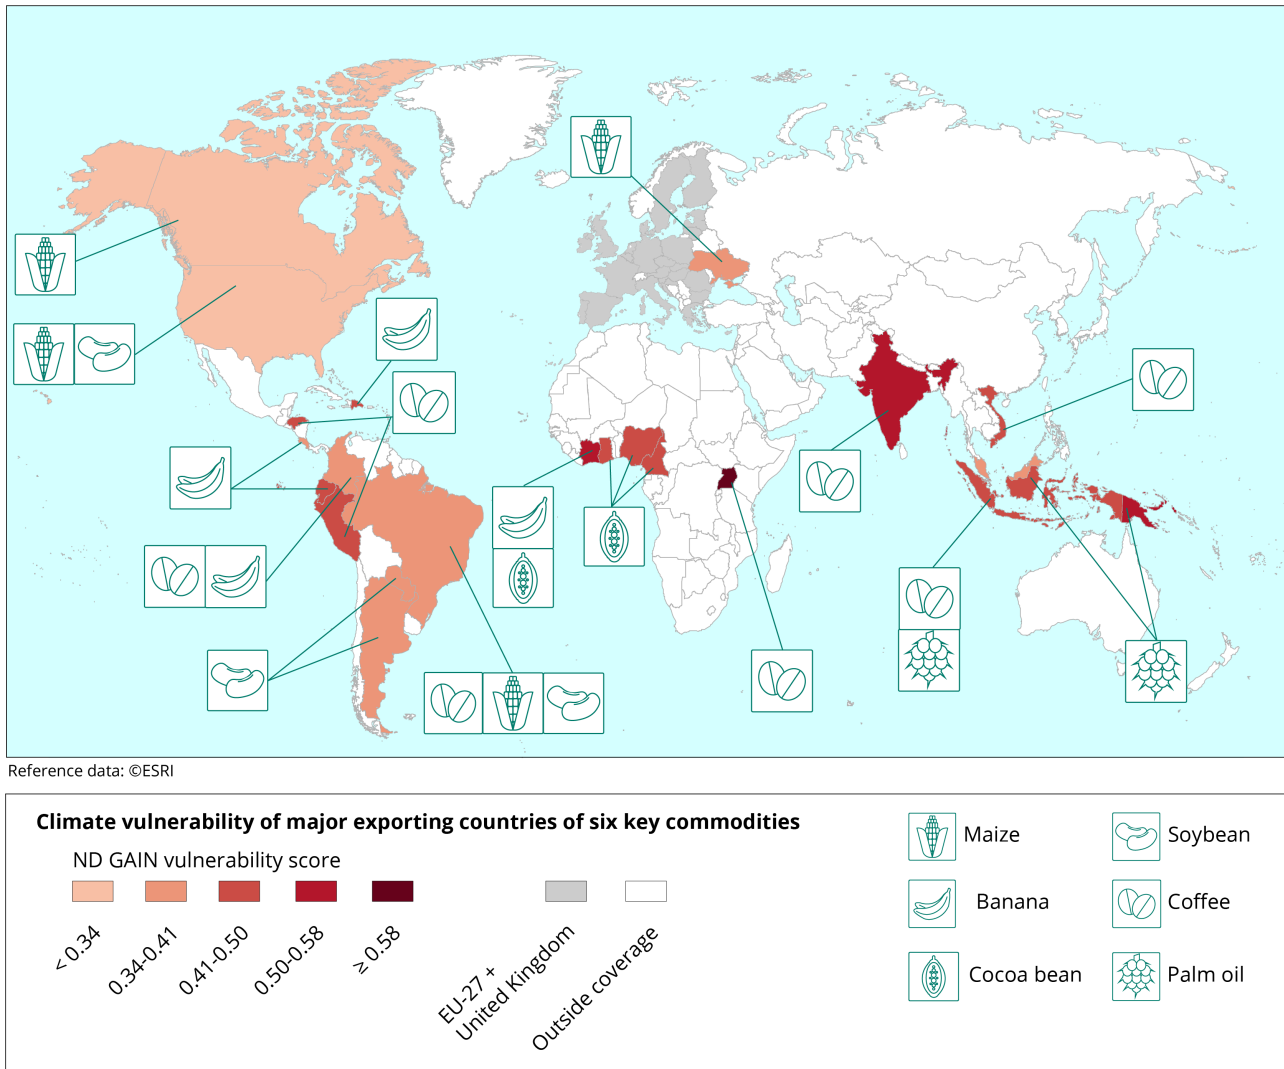 Reference data: ©ESRI
Climate vulnerability of major exporting countries of six key commodities
ND GAIN vulnerability score
< 0.34
0.34-0.41
0.41-0.50
0.50-0.58
≥ 0.58
EU-27 +
United Kingdom
Outside coverage
Maize
Soybean
Banana
Coffee
Cocoa bean
Palm oil